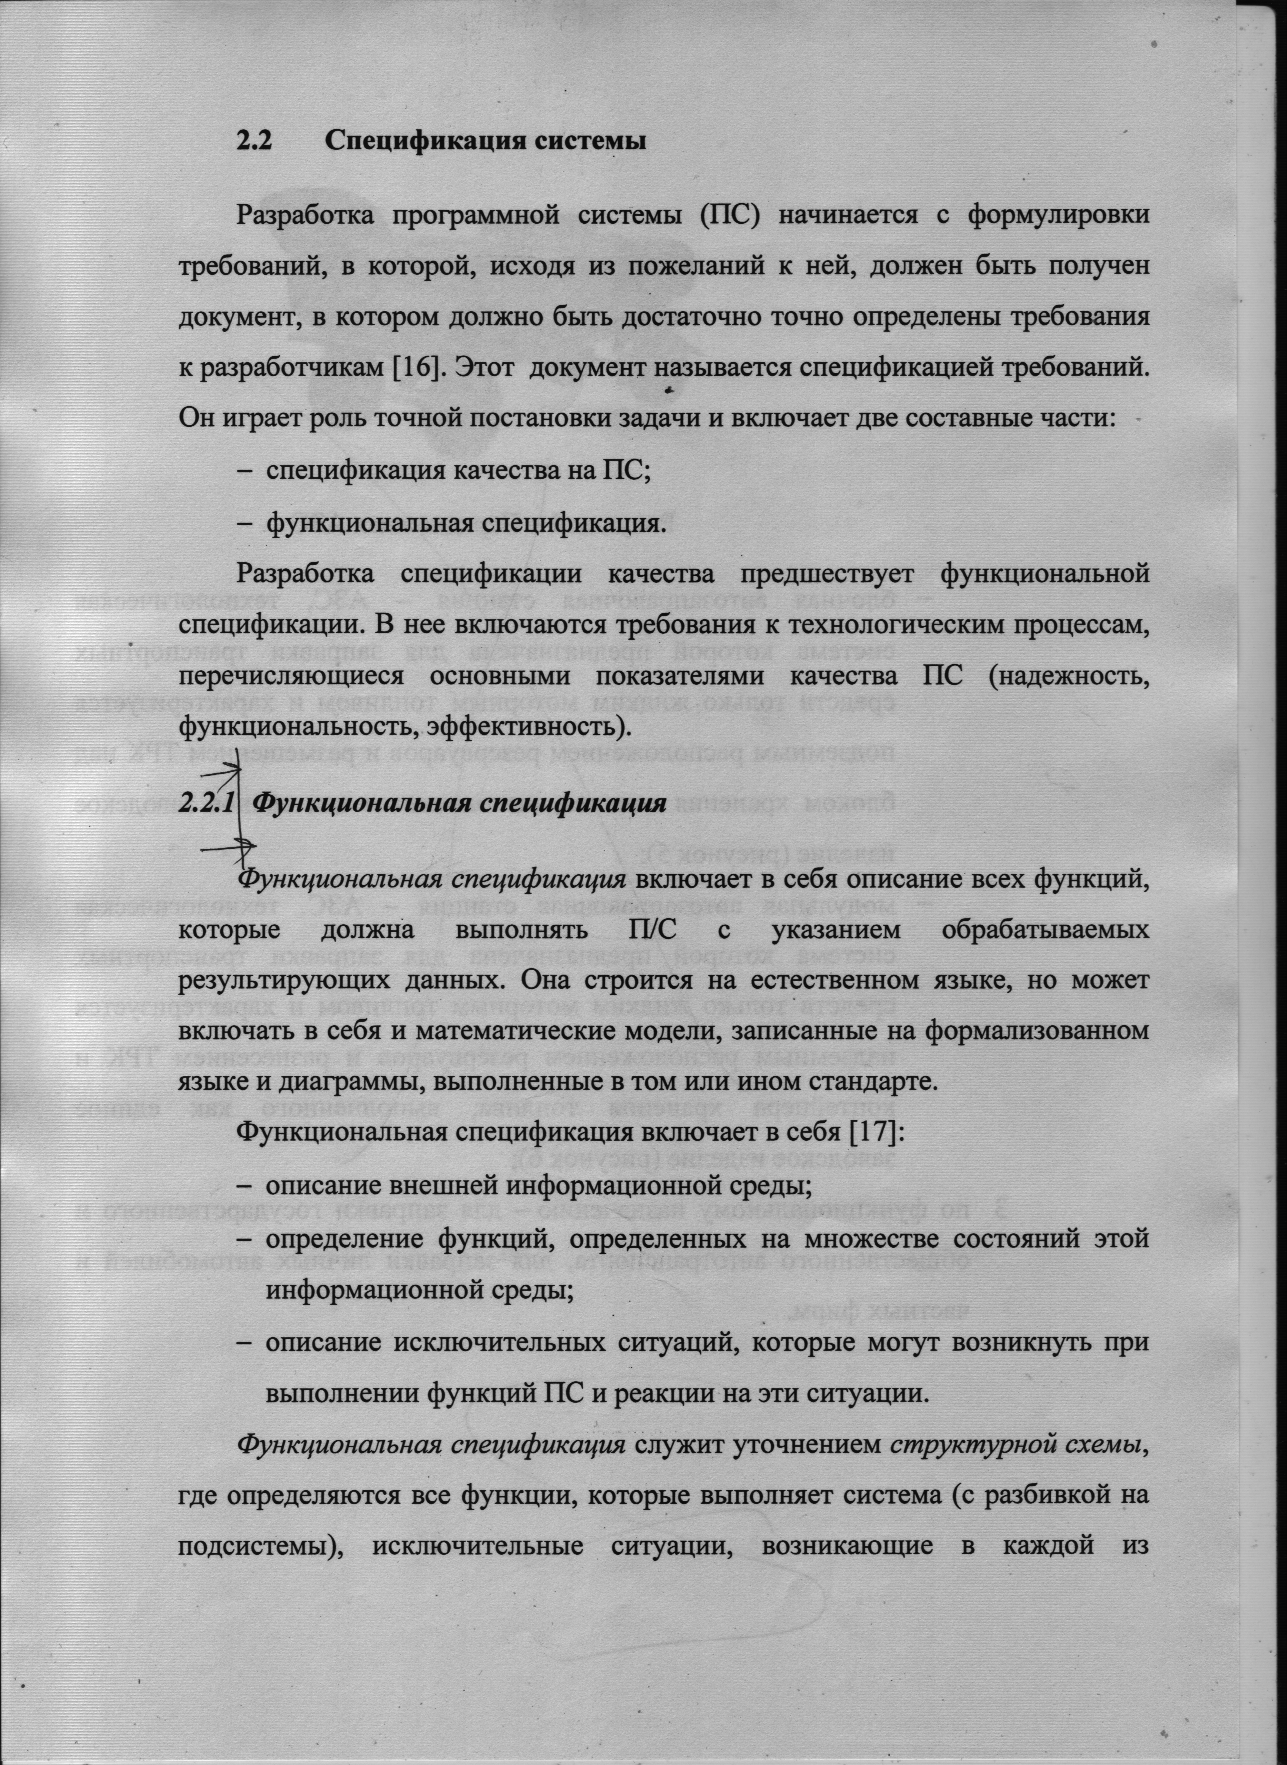 2.2 Спецификация системы
Разработка программной системы (ПС) начинается с формулировки
требований, в которой, исходя из пожеланий к ней, должен быть получен
документ, в котором должно быть достаточно точно определены требования
к разработчикам [16]. Этот документ называется спецификацией требований.
Он играет роль точной постановки задачи и включает две составные части:
– спецификация качества на ПС;
– функциональная спецификация.
Разработка спецификации качества предшествует функциональной
спецификации. В нее включаются требования к технологическим процессам,
перечисляющиеся основными показателями качества ПС (надежность,
функциональность, эффективность).
2.2.1 Функциональная спецификация
Функциональная спецификация включает в себя описание всех функций,
которые должна выполнять П/С с указанием обрабатываемых
результирующих данных. Она строится на естественном языке, но может
включать в себя и математические модели, записанные на формализованном
языке и диаграммы, выполненные в том или ином стандарте.
Функциональная спецификация включает в себя [17]:
– описание внешней информационной среды;
– определение функций, определенных на множестве состояний этой
информационной среды;
– описание исключительных ситуаций, которые могут возникнуть при
выполнении функций ПС и реакции на эти ситуации.
Функциональная спецификация служит уточнением структурной схемы,
где определяются все функции, которые выполняет система (с разбивкой на
подсистемы), исключительные ситуации, возникающие в каждой из